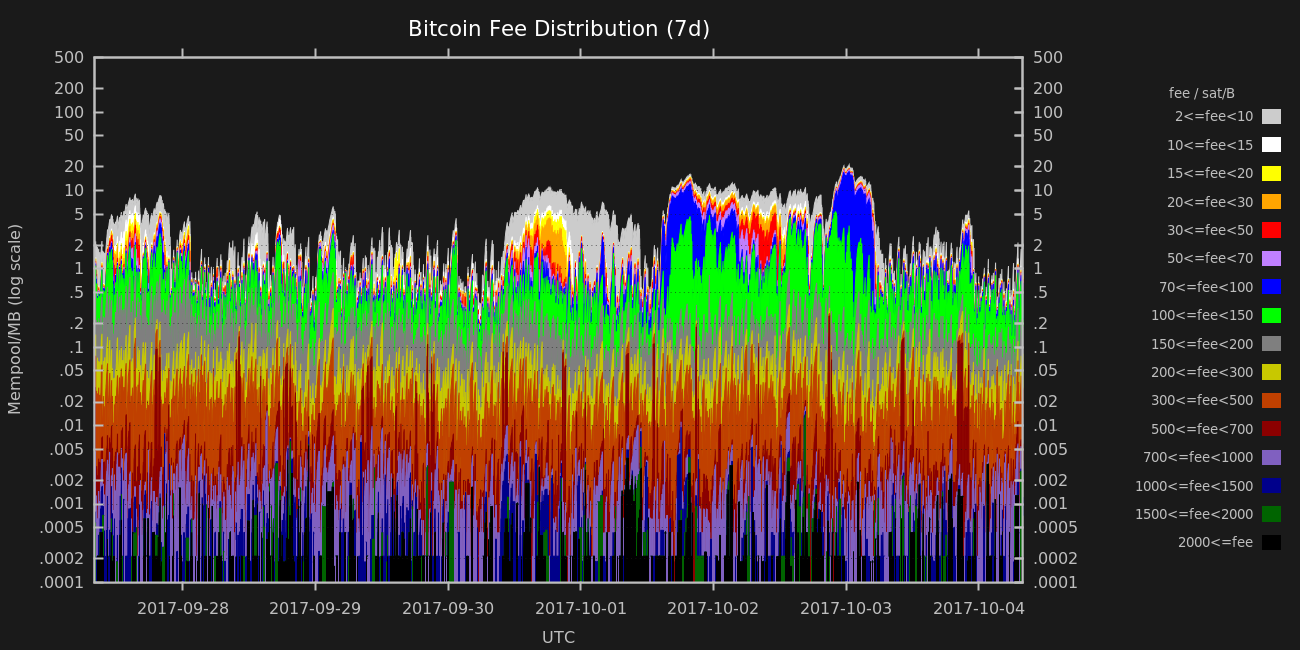 Bitcoin Fee Distribution (7d)
Mempool/MB (log scale)
500
200
100
50
20
10
5
2
1
.5
.2
.1
.05
.02
.01
.005
.002
.001
.0005
.0002
.0001
500
200
100
50
20
10
5
2
1
.5
.2
.1
.05
.02
.01
.005
.002
.001
.0005
.0002
.0001
2017-09-28 2017-09-29 2017-09-30 2017-10-01 2017-10-02 2017-10-03 2017-10-04
UTC
fee / sat/B
2<=fee<10
10<=fee<15
15<=fee<20
20<=fee<30
30<=fee<50
50<=fee<70
70<=fee<100
100<=fee<150
150<=fee<200
200<=fee<300
300<=fee<500
500<=fee<700
700<=fee<1000
1000<=fee<1500
1500<=fee<2000
2000<=fee